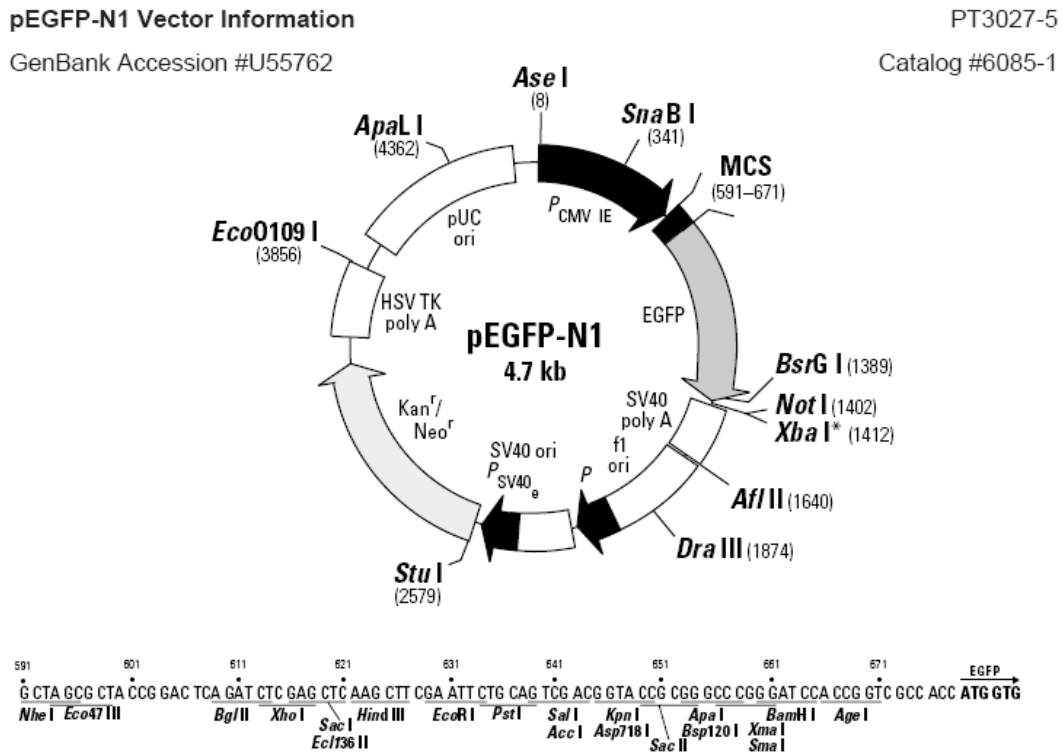 pEGFP-N1 Vector Information
PT3027-5
GenBank Accession #U55762
Catalog #6085-1
Ase I
(8)
SnaB I
(341)
ApaL I
(4362)
MCS
(591–671)
PCMV IE
pUC
ori
EcoO109 I
(3856)
HSV TK
poly A
EGFP
pEGFP-N1
4.7 kb
BsrG I (1389)
Not I (1402)
Xba I* (1412)
SV40
poly A
Kanr/
Neor
f1
ori
SV40 ori
PSV40e
P
Afl II (1640)
Dra III (1874)
Stu I
(2579)
591 601 611 621 631 641 651 661 671 EGFP
G CTA GCG CTA CCG GAC TCA GAT CTC GAG CTC AAG CTT CGA ATT CTG CAG TCG ACG GTA CCG CGG GCC CGG GAT CCA CCG GTC GCC ACC ATG GTG
Nhe I Eco47 III Bgl II Xho I Hind III EcoR I Pst I Sal I Kpn I Apa I BamH I Age I
Sac I Acc I Asp718 I Bsp120 I Xma I
Ecl136 II Sac II Sma I